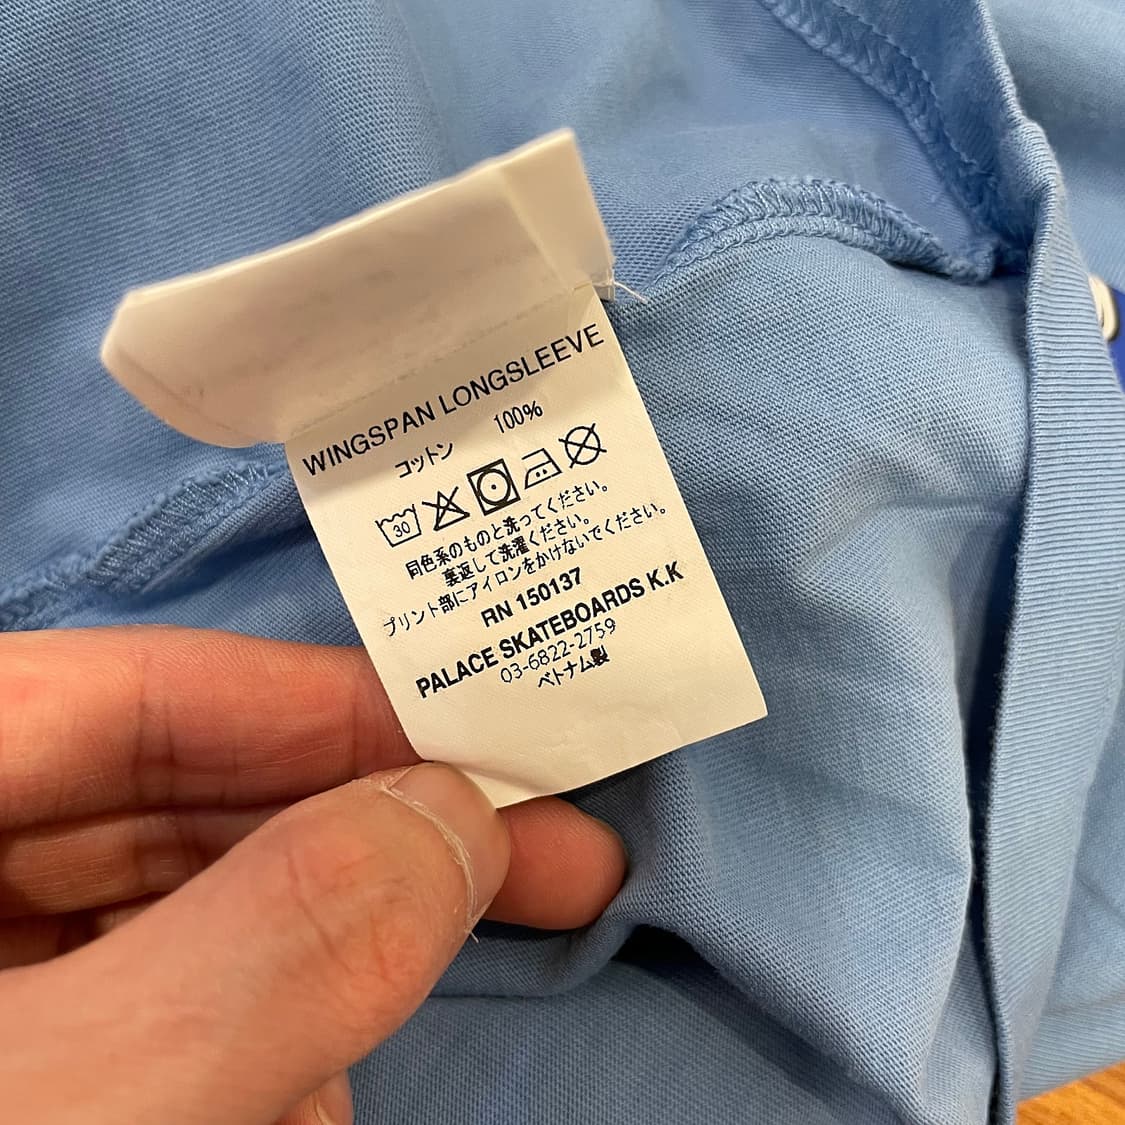 WINGSPAN LONGSLEEVE
コットン 100%
30
同色系のものと洗ってください。
裏返して洗濯ください。
プリント部にアイロンをかけないでください。
RN 150137
PALACE SKATEBOARDS K.K
03-6822-2759
ベトナム製